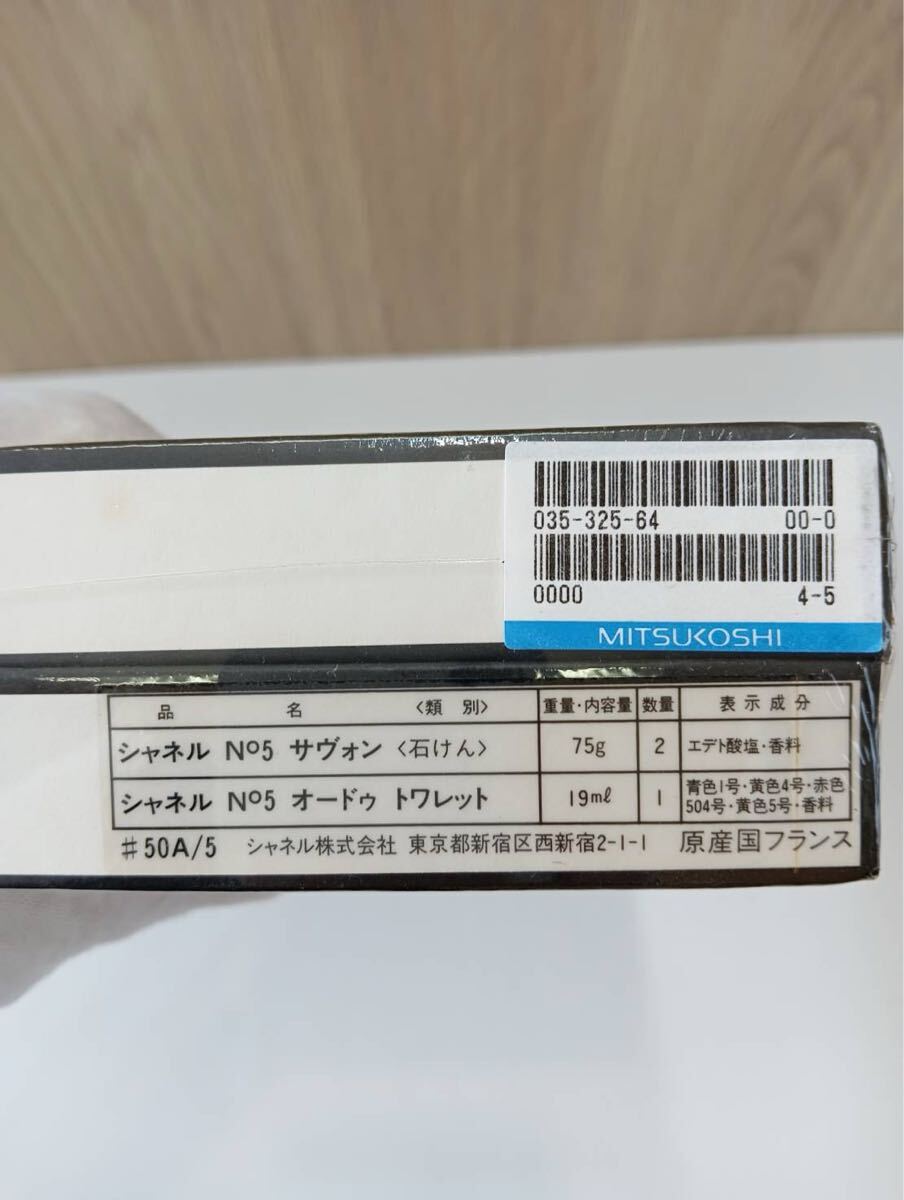 035-325-64 00-0
0000 4-5
MITSUKOSHI
品名 〈類別〉 重量・内容量 数量 表示成分
シャネル Nº5 サヴォン〈石けん〉 75g 2 エデト酸塩・香料
シャネル Nº5 オードゥ トワレット 19mℓ 1 青色1号・黄色4号・赤色
504号・黄色5号・香料
#50A/5 シャネル株式会社 東京都新宿区西新宿2-1-1 原産国フランス